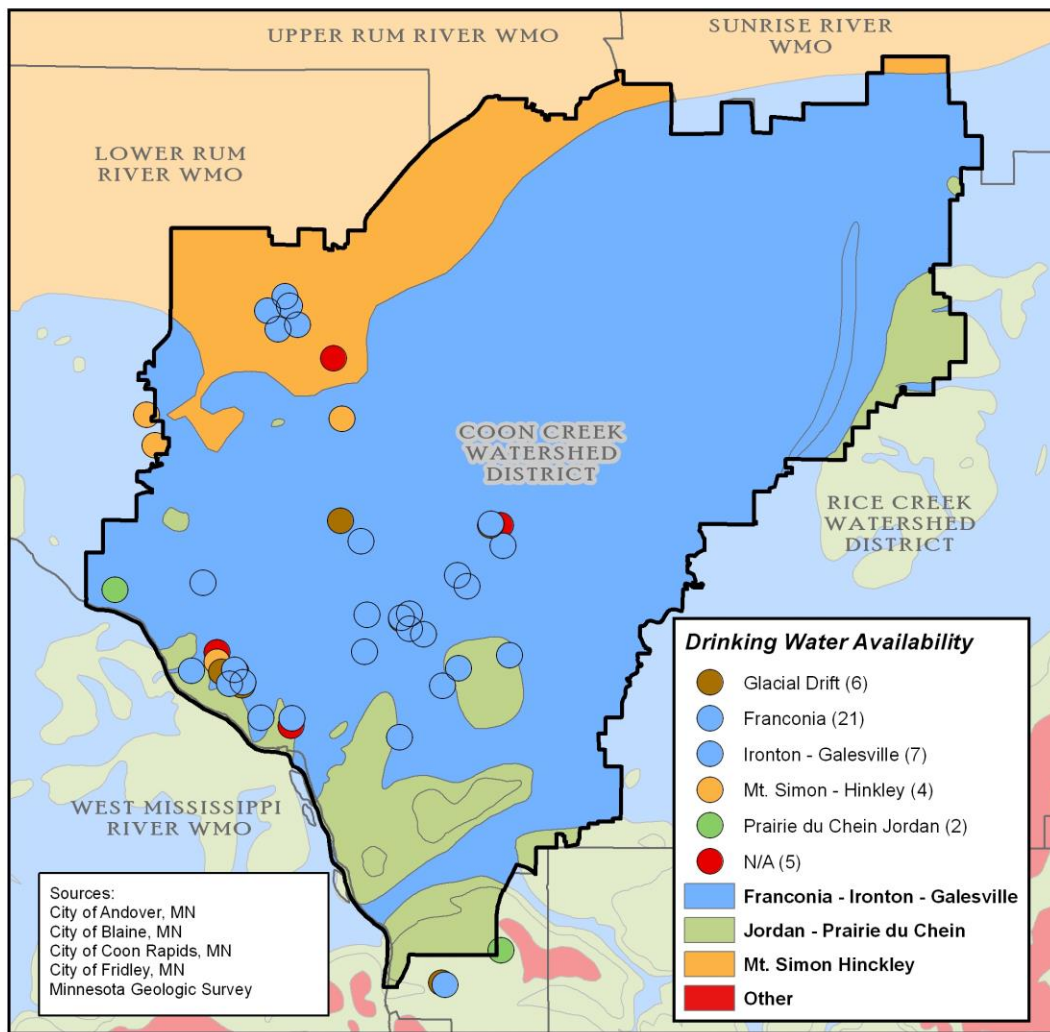 UPPER RUM RIVER WMO
SUNRISE RIVER
WMO
LOWER RUM
RIVER WMO
COON CREEK
WATERSHED
DISTRICT
RICE CREEK
WATERSHED
DISTRICT
WEST MISSISSIPPI
RIVER WMO
Sources:
City of Andover, MN
City of Blaine, MN
City of Coon Rapids, MN
City of Fridley, MN
Minnesota Geologic Survey
Drinking Water Availability
Glacial Drift (6)
Franconia (21)
Ironton - Galesville (7)
Mt. Simon - Hinkley (4)
Prairie du Chein Jordan (2)
N/A (5)
Franconia - Ironton - Galesville
Jordan - Prairie du Chein
Mt. Simon Hinckley
Other